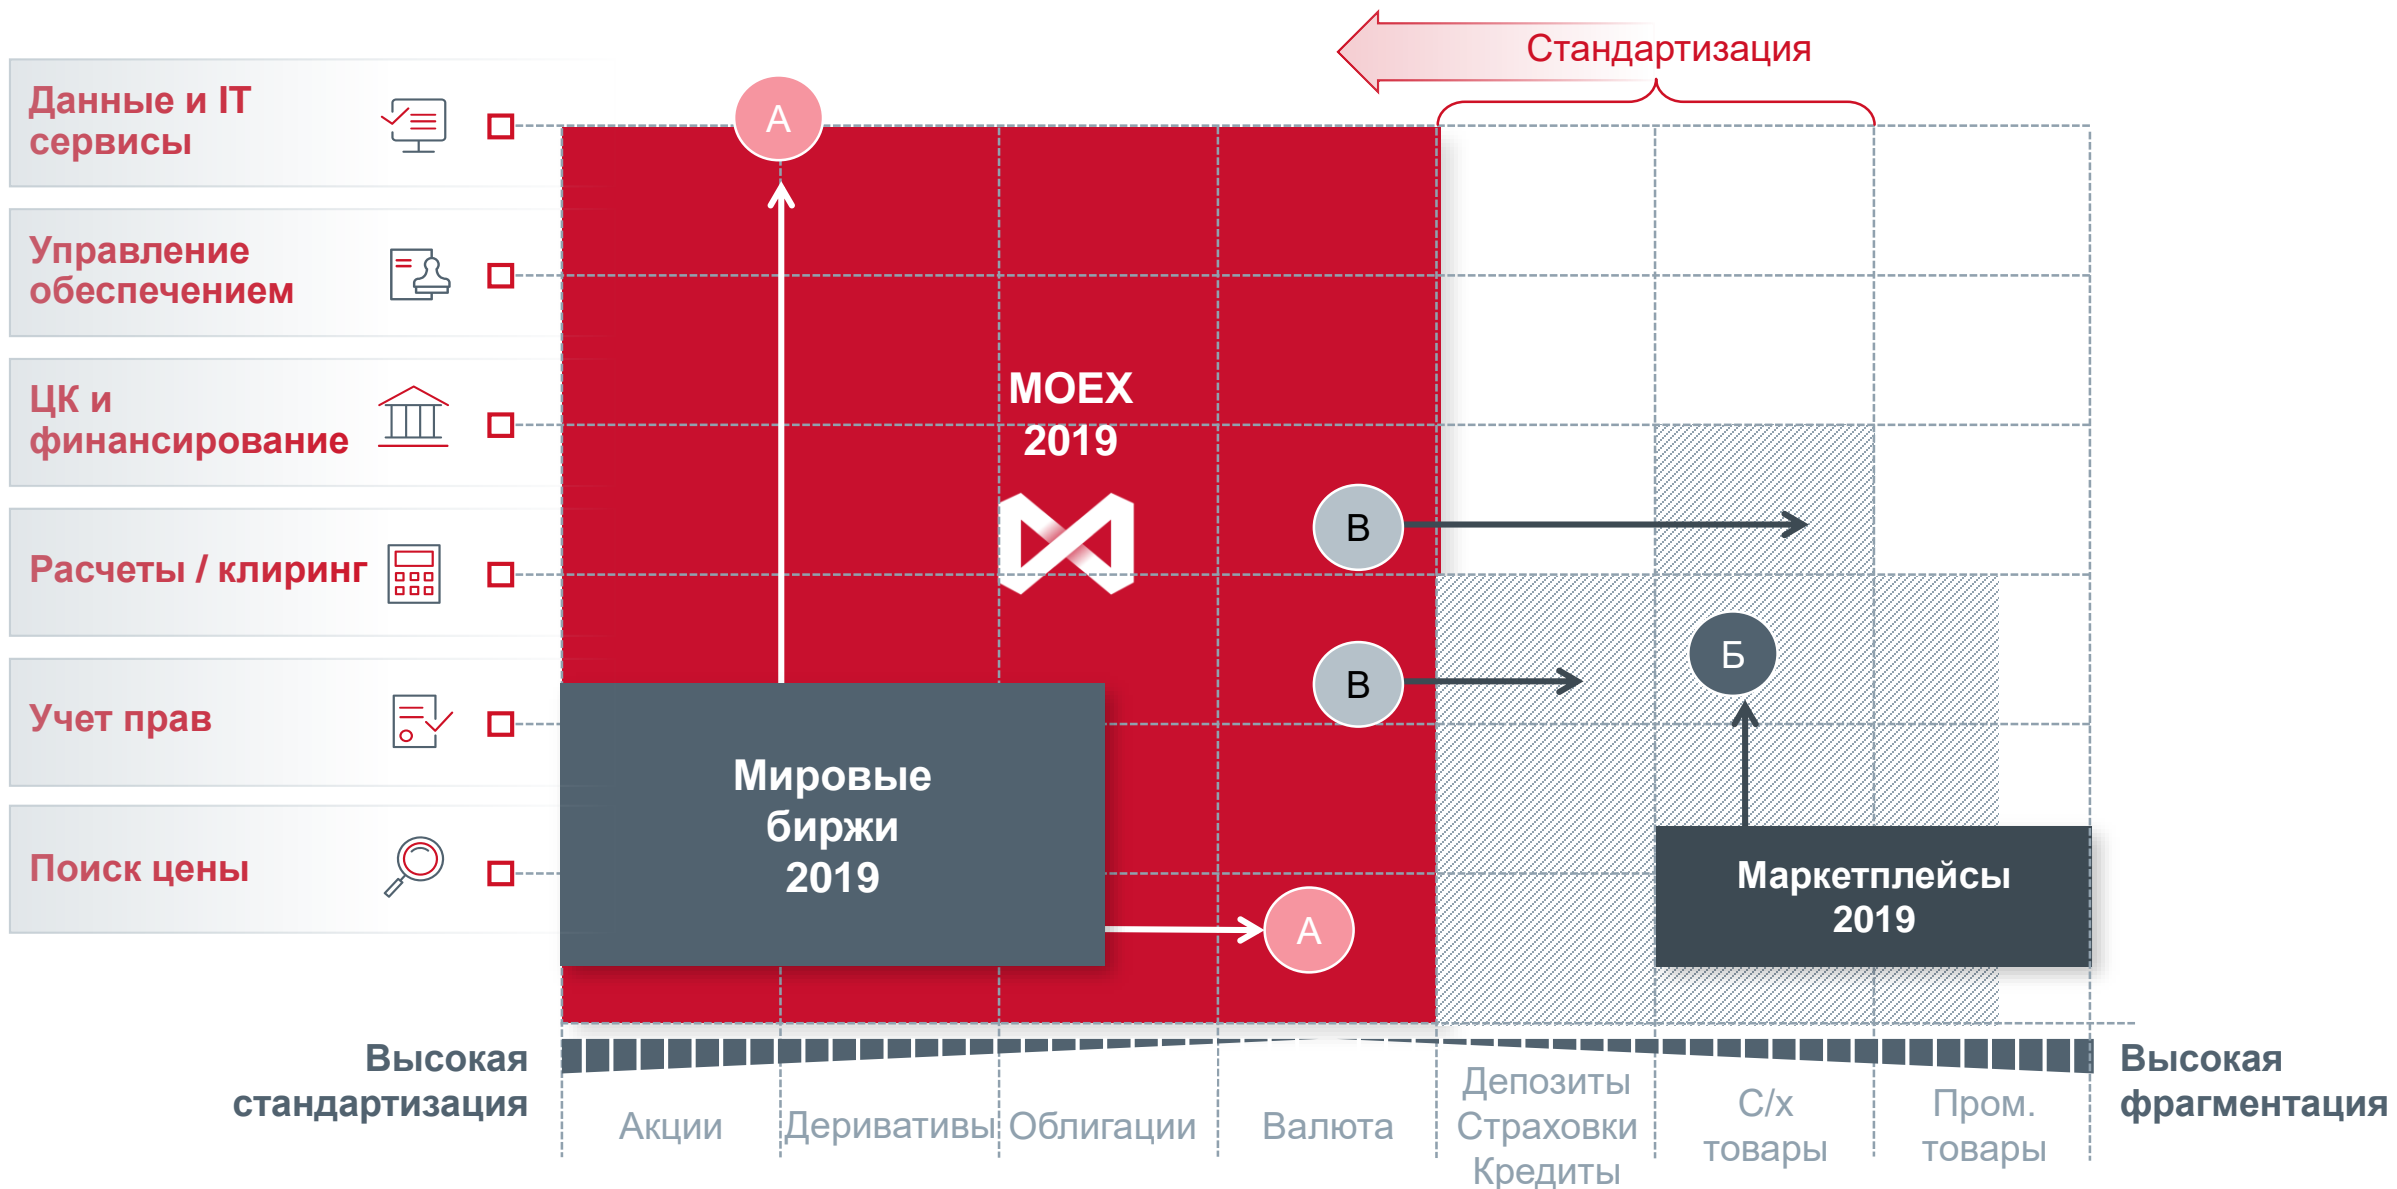 Стандартизация
Данные и IT
сервисы
А
Управление
обеспечением
ЦК и
финансирование
MOEX
2019
Расчеты / клиринг
В
Б
В
Учет прав
Мировые
биржи
2019
Поиск цены
А
Маркетплейсы
2019
Высокая
стандартизация
Высокая
фрагментация
Акции
Деривативы
Облигации
Валюта
Депозиты
Страховки
Кредиты
С/х
товары
Пром.
товары